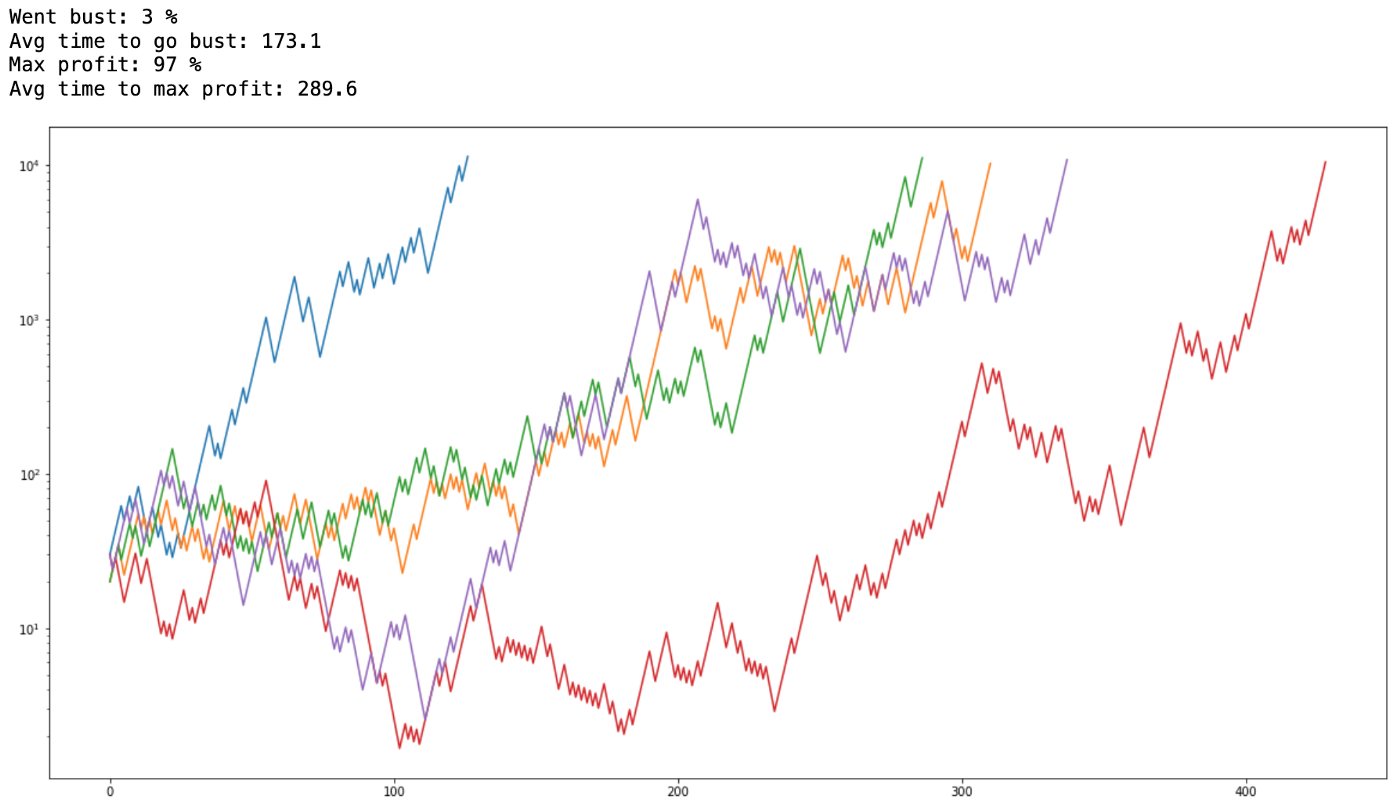 Went bust: 3 %
Avg time to go bust: 173.1
Max profit: 97 %
Avg time to max profit: 289.6
10⁴
10³
10²
10¹
0 100 200 300 400